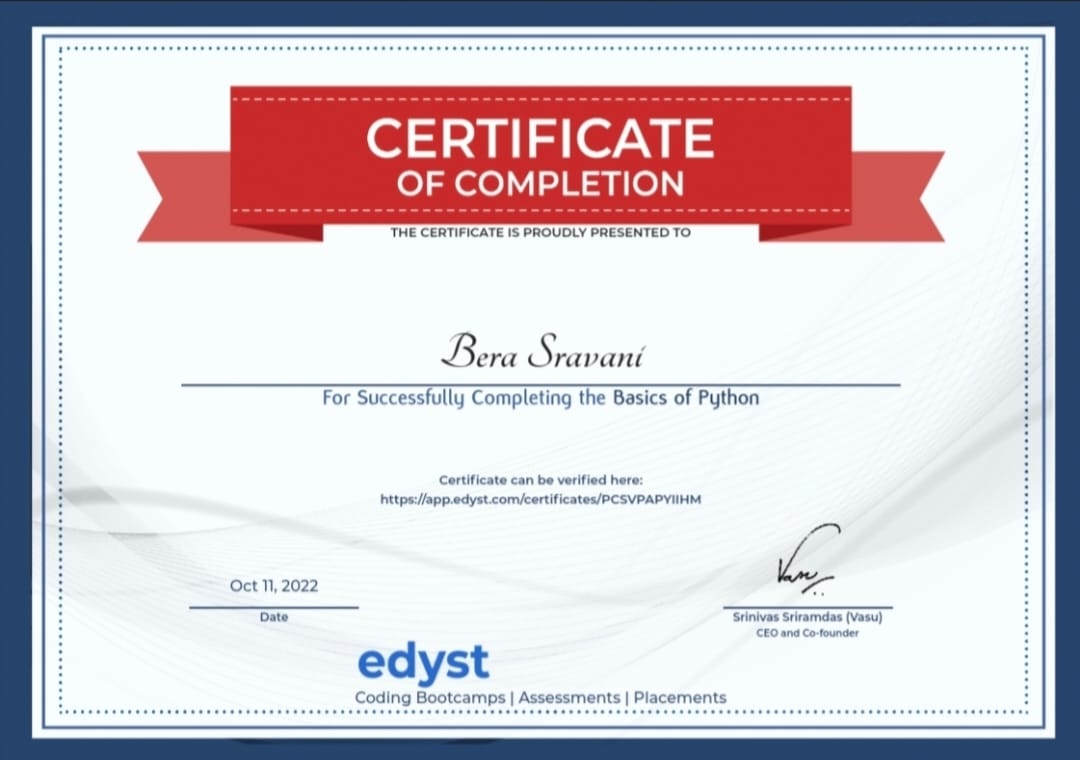 CERTIFICATE
OF COMPLETION
THE CERTIFICATE IS PROUDLY PRESENTED TO
Bera Sravani
For Successfully Completing the Basics of Python
Certificate can be verified here:
https://app.edyst.com/certificates/PCSVPAPYIIHM
Oct 11, 2022
Date
Vasu
Srinivas Sriramdas (Vasu)
CEO and Co-founder
edyst
Coding Bootcamps | Assessments | Placements